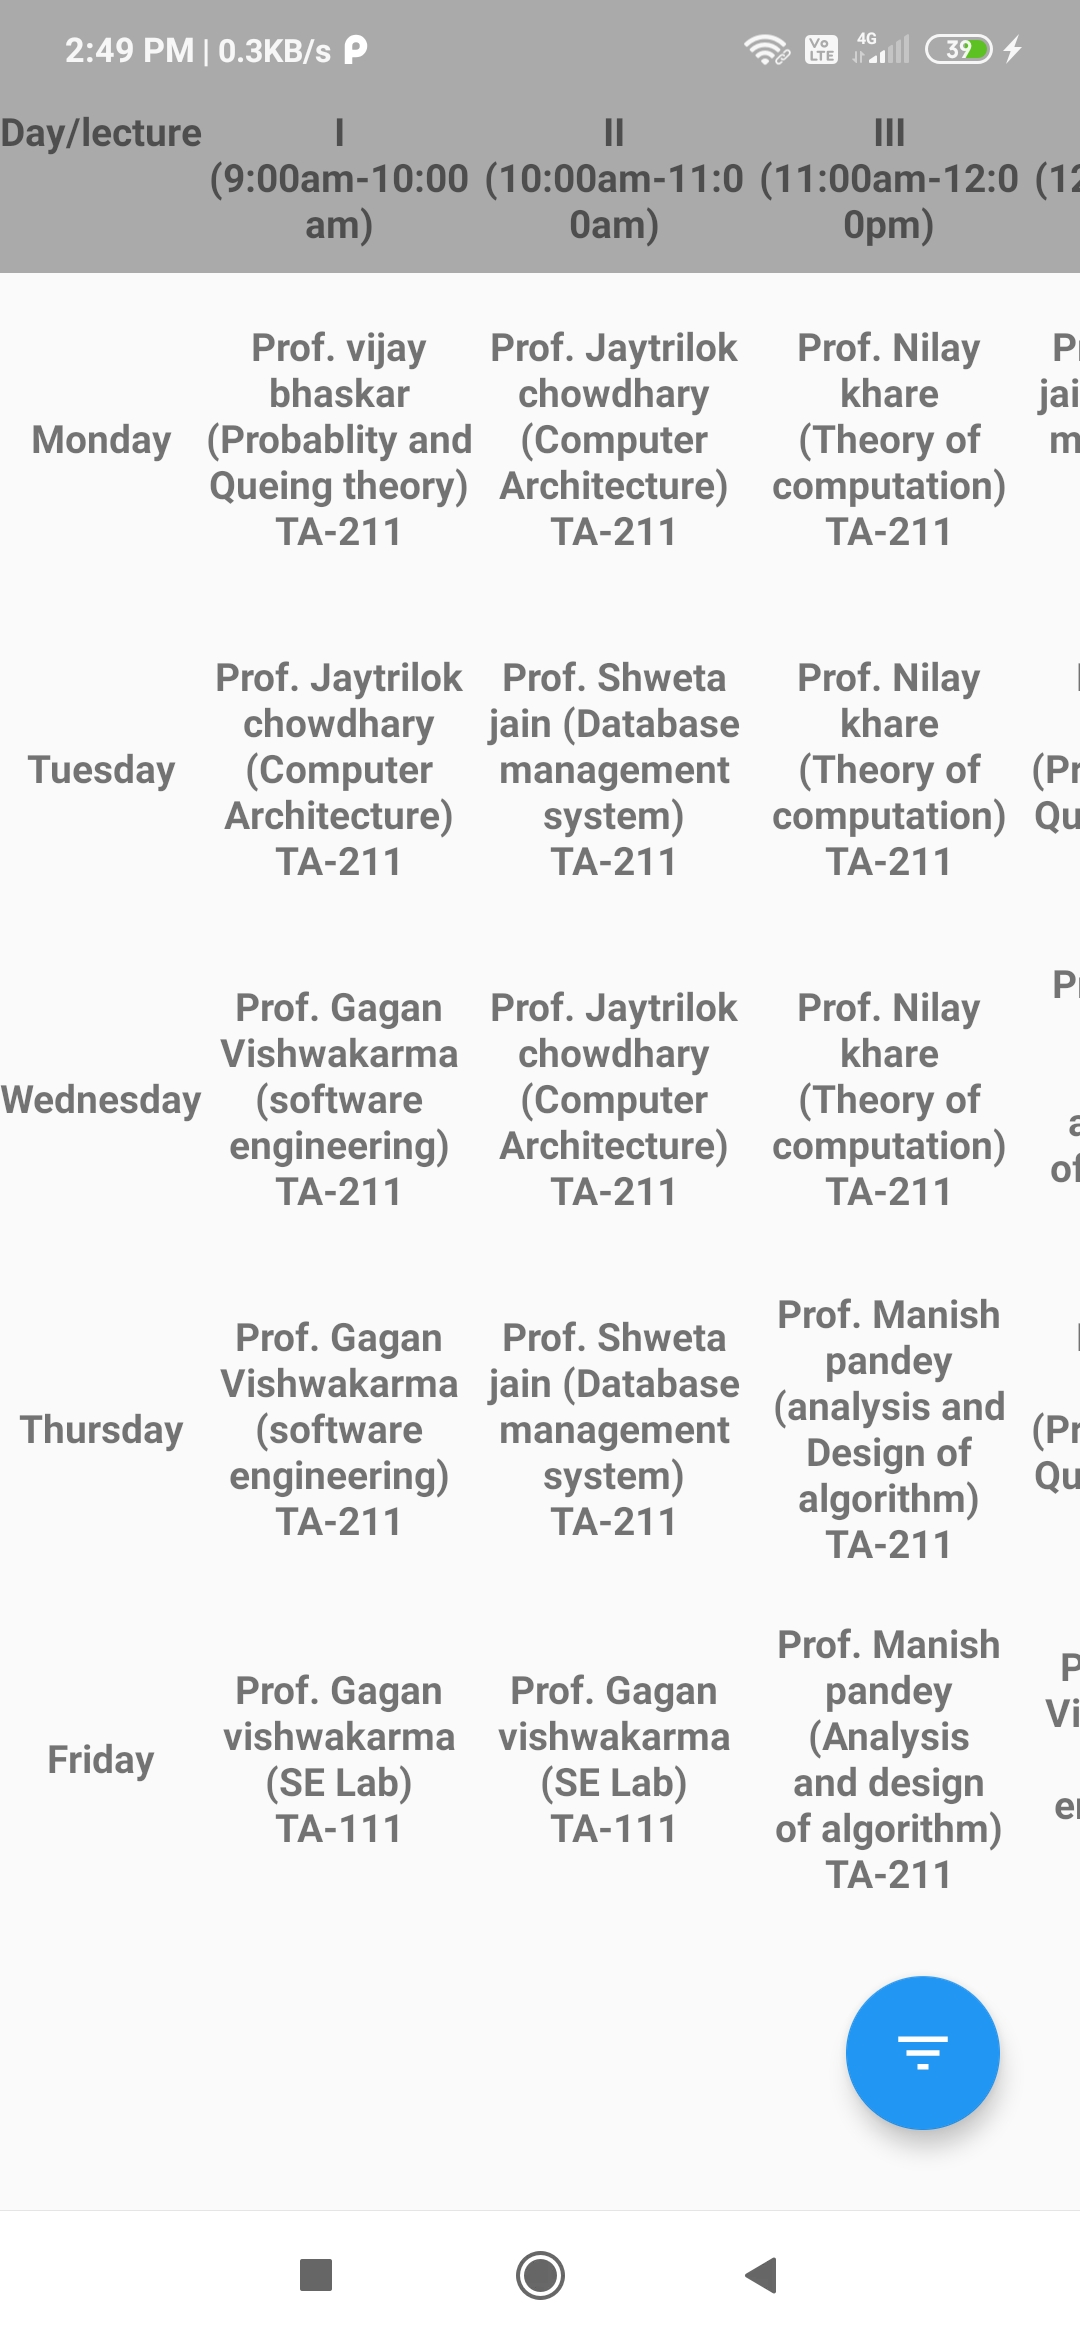 2:49 PM | 0.3KB/s
Vo LTE 4G 39
Day/lecture
I
(9:00am-10:00
am)
II
(10:00am-11:0
0am)
III
(11:00am-12:0
0pm)
(12
Monday
Prof. vijay
bhaskar
(Probablity and
Queing theory)
TA-211
Prof. Jaytrilok
chowdhary
(Computer
Architecture)
TA-211
Prof. Nilay
khare
(Theory of
computation)
TA-211
jai
Tuesday
Prof. Jaytrilok
chowdhary
(Computer
Architecture)
TA-211
Prof. Shweta
jain (Database
management
system)
TA-211
Prof. Nilay
khare
(Theory of
computation)
TA-211
(Pr
Qu
Wednesday
Prof. Gagan
Vishwakarma
(software
engineering)
TA-211
Prof. Jaytrilok
chowdhary
(Computer
Architecture)
TA-211
Prof. Nilay
khare
(Theory of
computation)
TA-211
of
Thursday
Prof. Gagan
Vishwakarma
(software
engineering)
TA-211
Prof. Shweta
jain (Database
management
system)
TA-211
Prof. Manish
pandey
(analysis and
Design of
algorithm)
TA-211
(Pr
Qu
Friday
Prof. Gagan
vishwakarma
(SE Lab)
TA-111
Prof. Gagan
vishwakarma
(SE Lab)
TA-111
Prof. Manish
pandey
(Analysis
and design
of algorithm)
TA-211
Vi